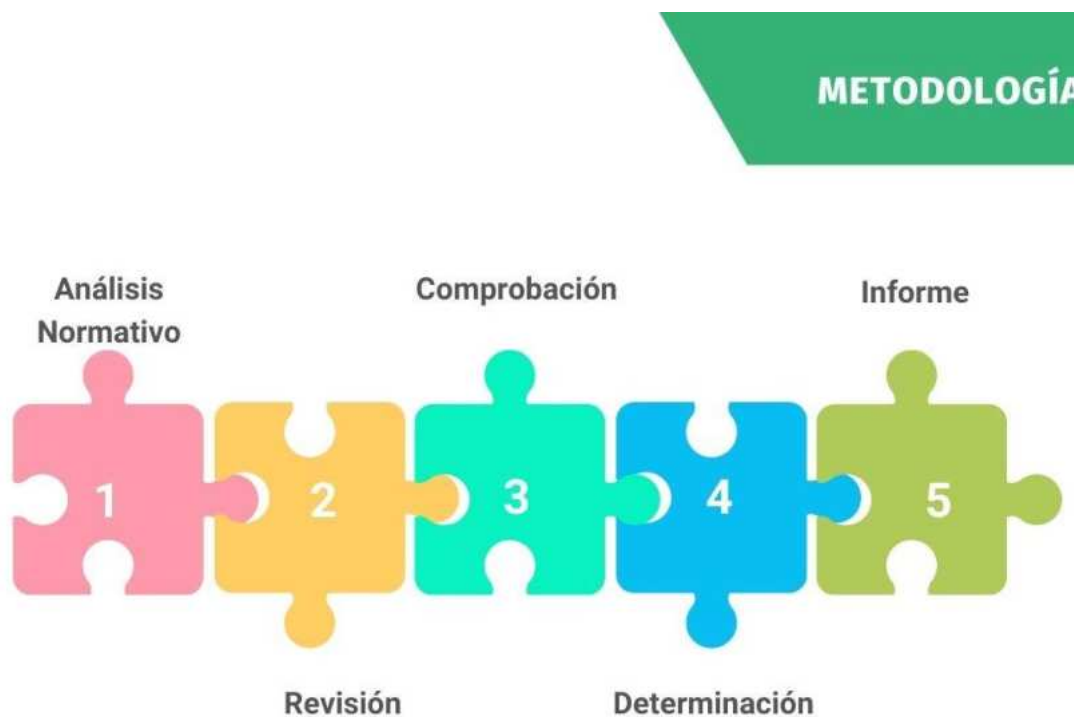 METODOLOGÍA
Análisis
Normativo
Comprobación
Informe
1
2
3
4
5
Revisión
Determinación